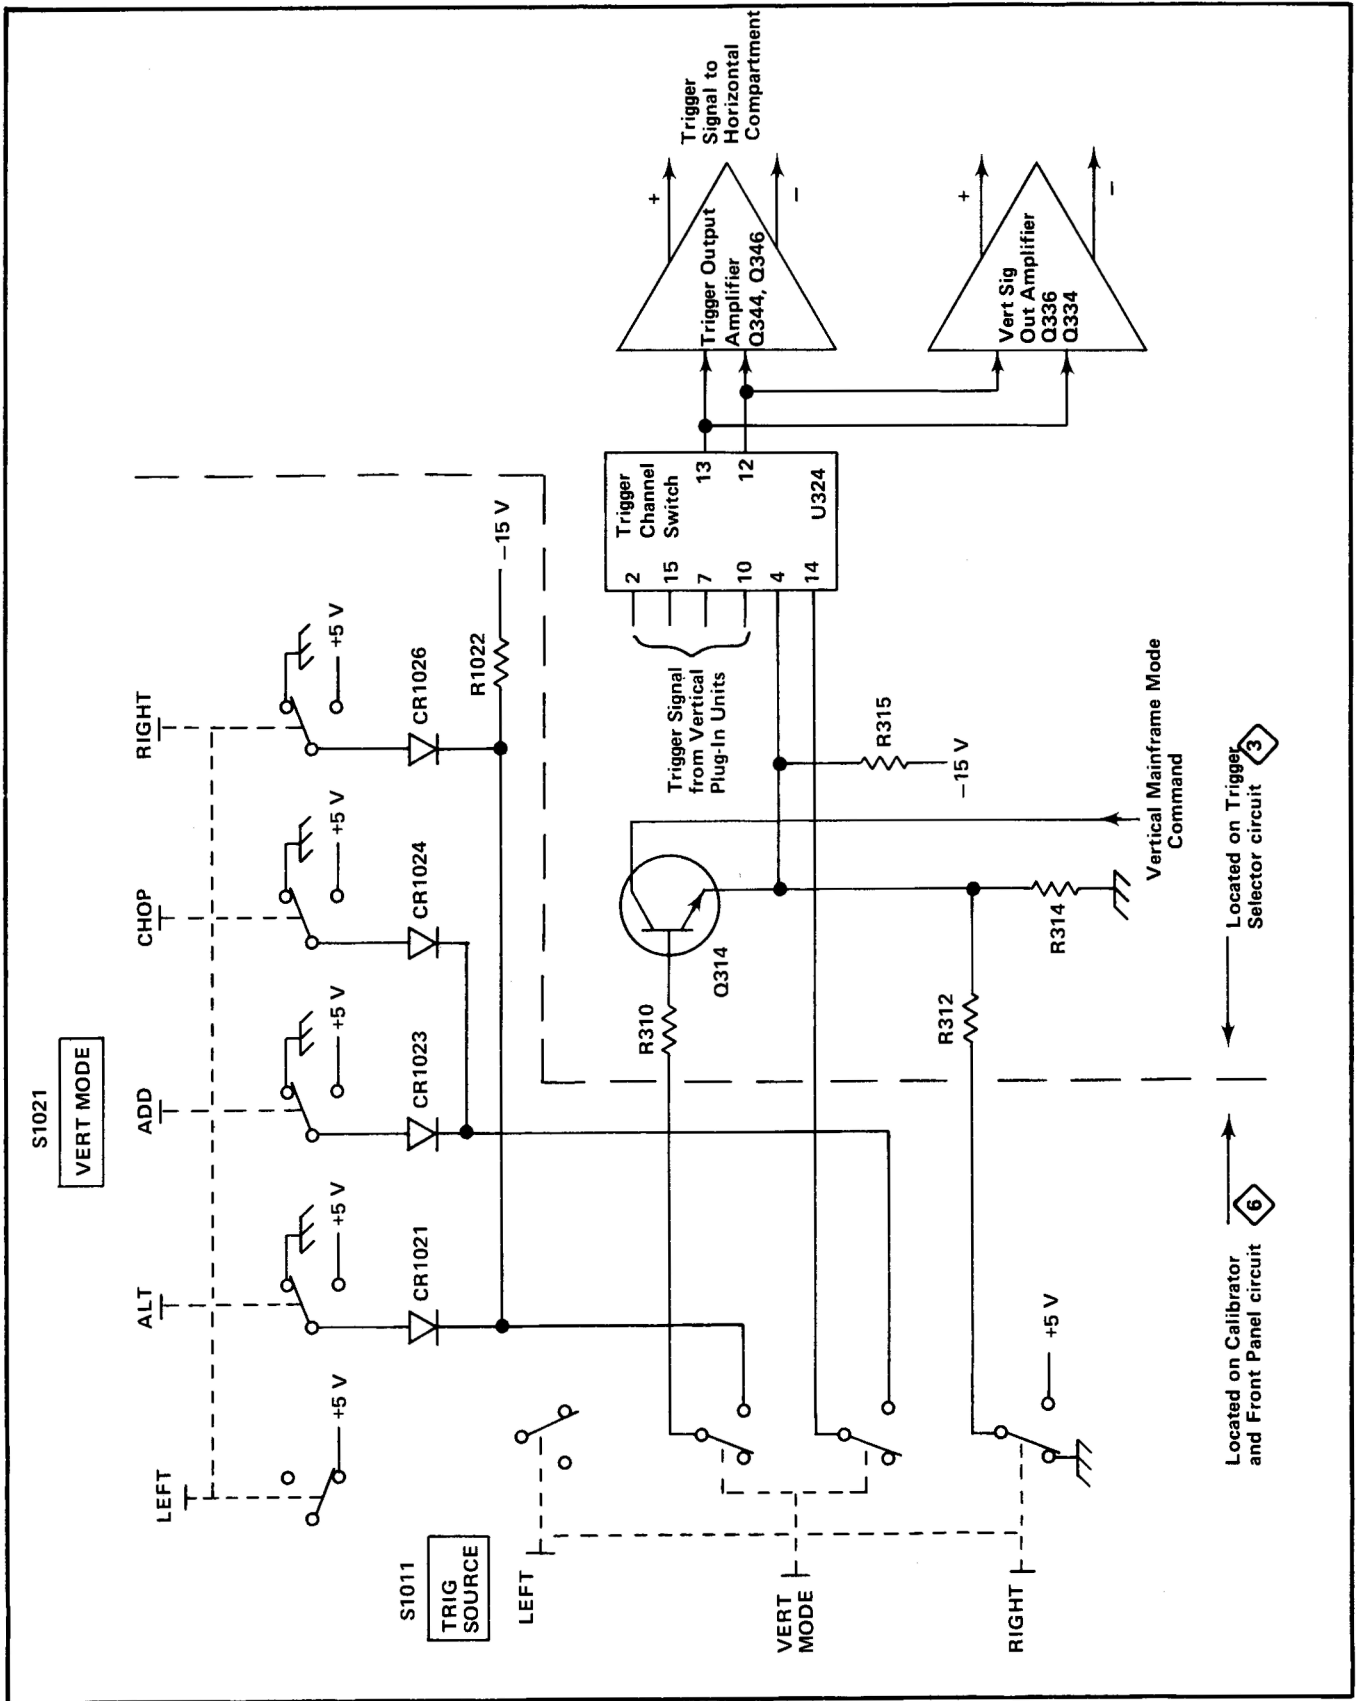 S1021
VERT MODE
LEFT
ALT
ADD
CHOP
RIGHT
+5 V
+5 V
+5 V
+5 V
+5 V
CR1021
CR1023
CR1024
CR1026
R1022
−15 V
S1011
TRIG
SOURCE
LEFT
VERT
MODE
RIGHT
+5 V
R310
Q314
R312
R314
R315
−15 V
Vertical Mainframe Mode
Command
Trigger Signal
from Vertical
Plug-In Units
2
15
7
10
4
14
Trigger
Channel
Switch
13
12
U324
Trigger Output
Amplifier
Q344, Q346
+
−
Trigger
Signal to
Horizontal
Compartment
Vert Sig
Out Amplifier
Q336
Q334
+
−
Located on Calibrator
and Front Panel circuit
6
Located on Trigger
Selector circuit
3